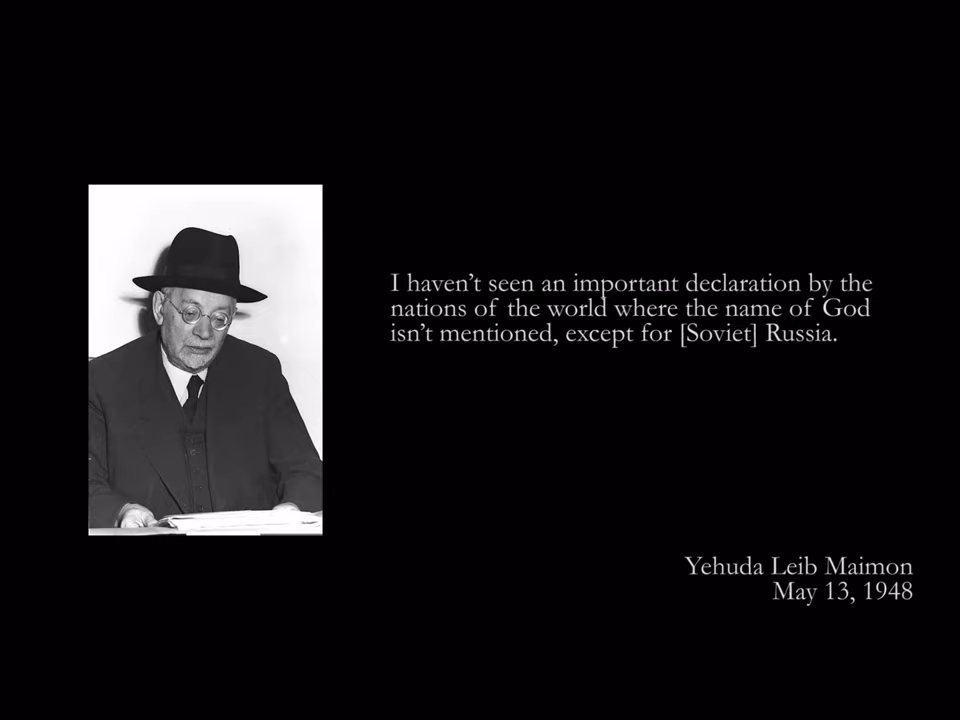 I haven’t seen an important declaration by the
nations of the world where the name of God
isn’t mentioned, except for [Soviet] Russia.
Yehuda Leib Maimon
May 13, 1948